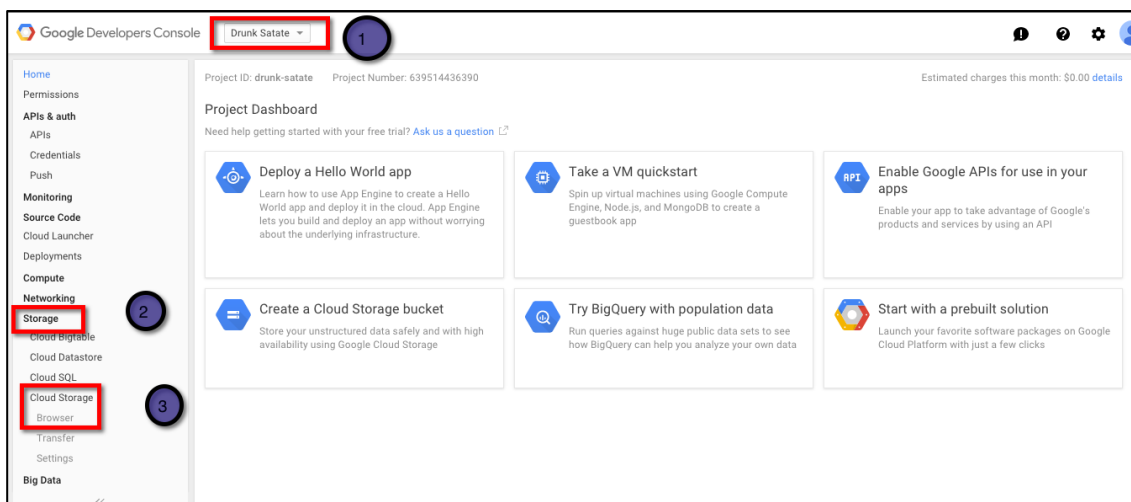 Google Developers Console
Drunk Satate
1
Home
Permissions
APIs & auth
APIs
Credentials
Push
Monitoring
Source Code
Cloud Launcher
Deployments
Compute
Networking
Storage
2
Cloud Bigtable
Cloud Datastore
Cloud SQL
Cloud Storage
3
Browser
Transfer
Settings
Big Data
Project ID: drunk-satate Project Number: 639514436390
Estimated charges this month: $0.00 details
Project Dashboard
Need help getting started with your free trial? Ask us a question
Deploy a Hello World app
Learn how to use App Engine to create a Hello
World app and deploy it in the cloud. App Engine
lets you build and deploy an app without worrying
about the underlying infrastructure.
Take a VM quickstart
Spin up virtual machines using Google Compute
Engine, Node.js, and MongoDB to create a
guestbook app
API
Enable Google APIs for use in your
apps
Enable your app to take advantage of Google's
products and services by using an API
Create a Cloud Storage bucket
Store your unstructured data safely and with high
availability using Google Cloud Storage
Try BigQuery with population data
Run queries against huge public data sets to see
how BigQuery can help you analyze your own data
Start with a prebuilt solution
Launch your favorite software packages on Google
Cloud Platform with just a few clicks